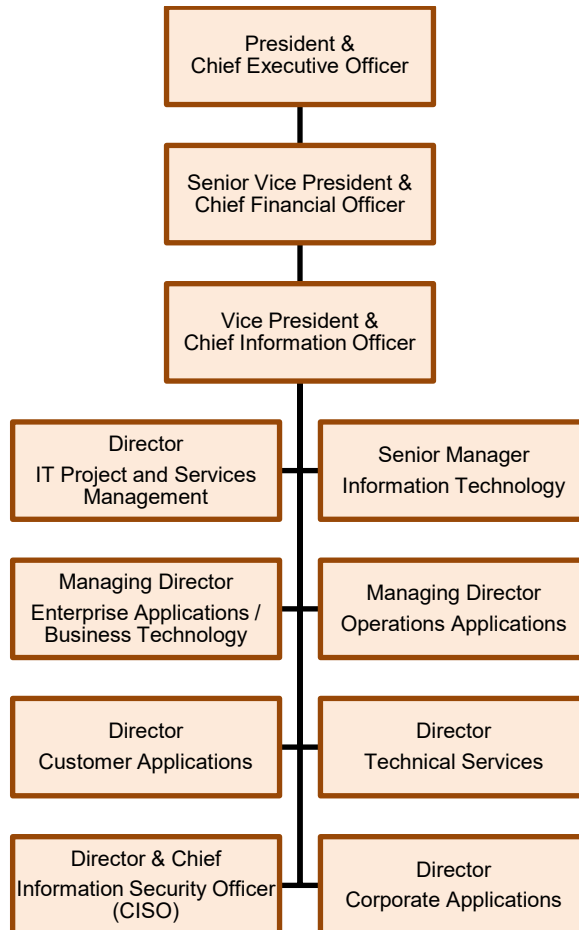 President &
Chief Executive Officer
Senior Vice President &
Chief Financial Officer
Vice President &
Chief Information Officer
Director
IT Project and Services
Management
Senior Manager
Information Technology
Managing Director
Enterprise Applications /
Business Technology
Managing Director
Operations Applications
Director
Customer Applications
Director
Technical Services
Director & Chief
Information Security Officer
(CISO)
Director
Corporate Applications